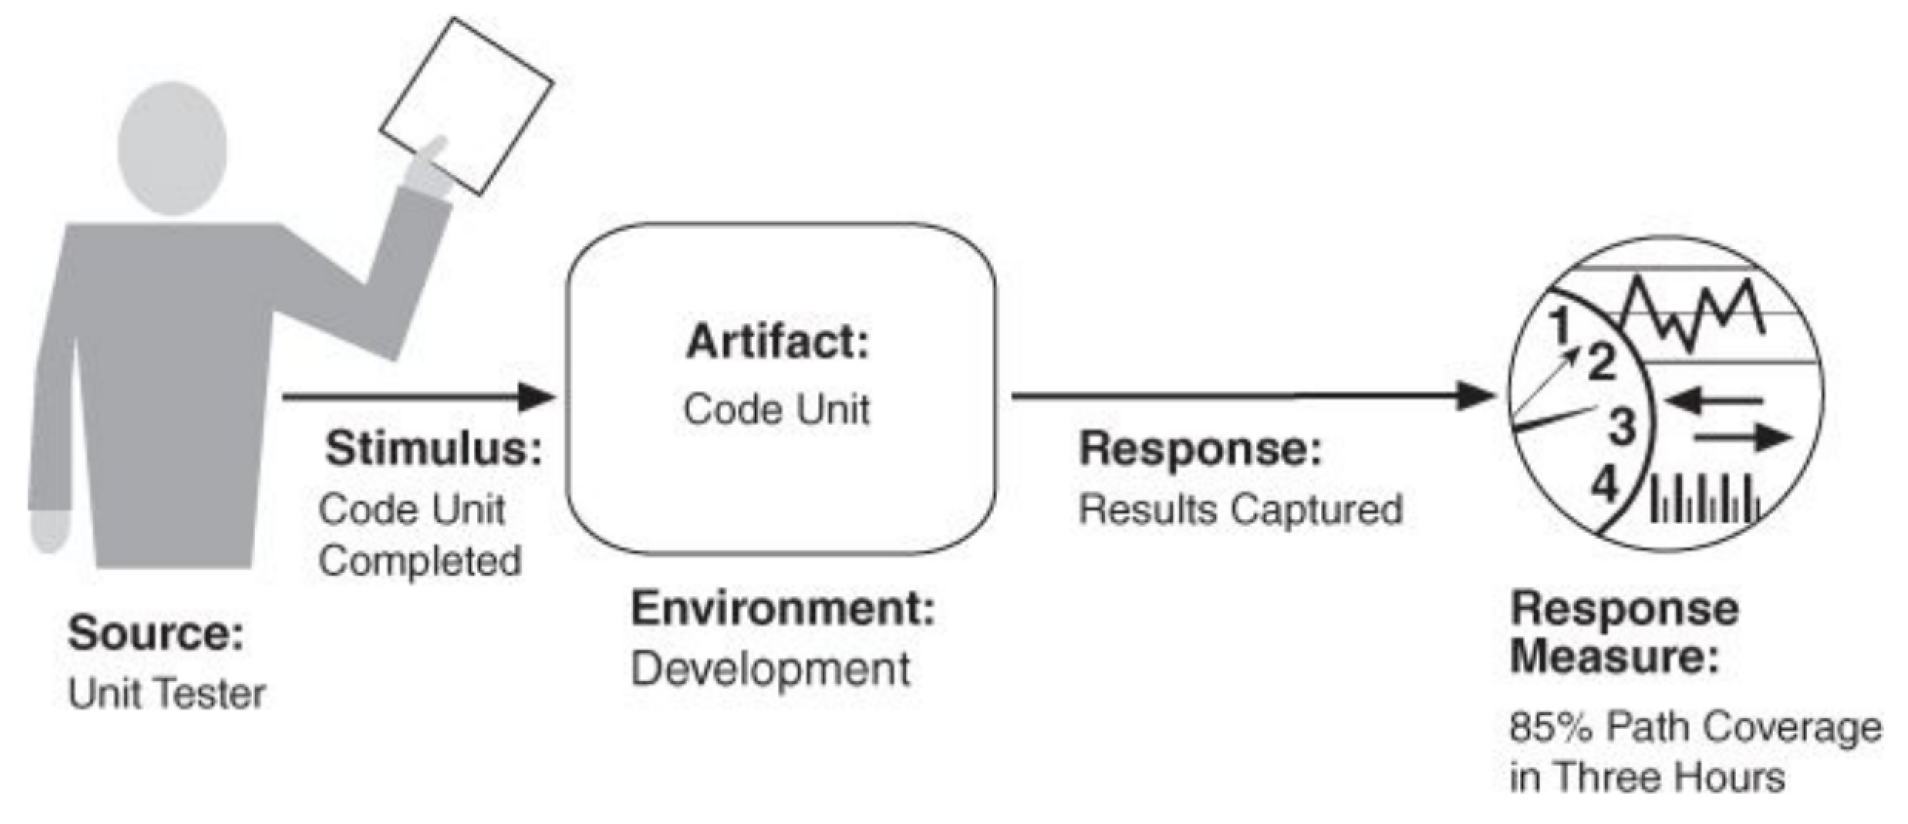 Source:
Unit Tester
Stimulus:
Code Unit
Completed
Artifact:
Code Unit
Environment:
Development
Response:
Results Captured
1
2
3
4
Response
Measure:
85% Path Coverage
in Three Hours